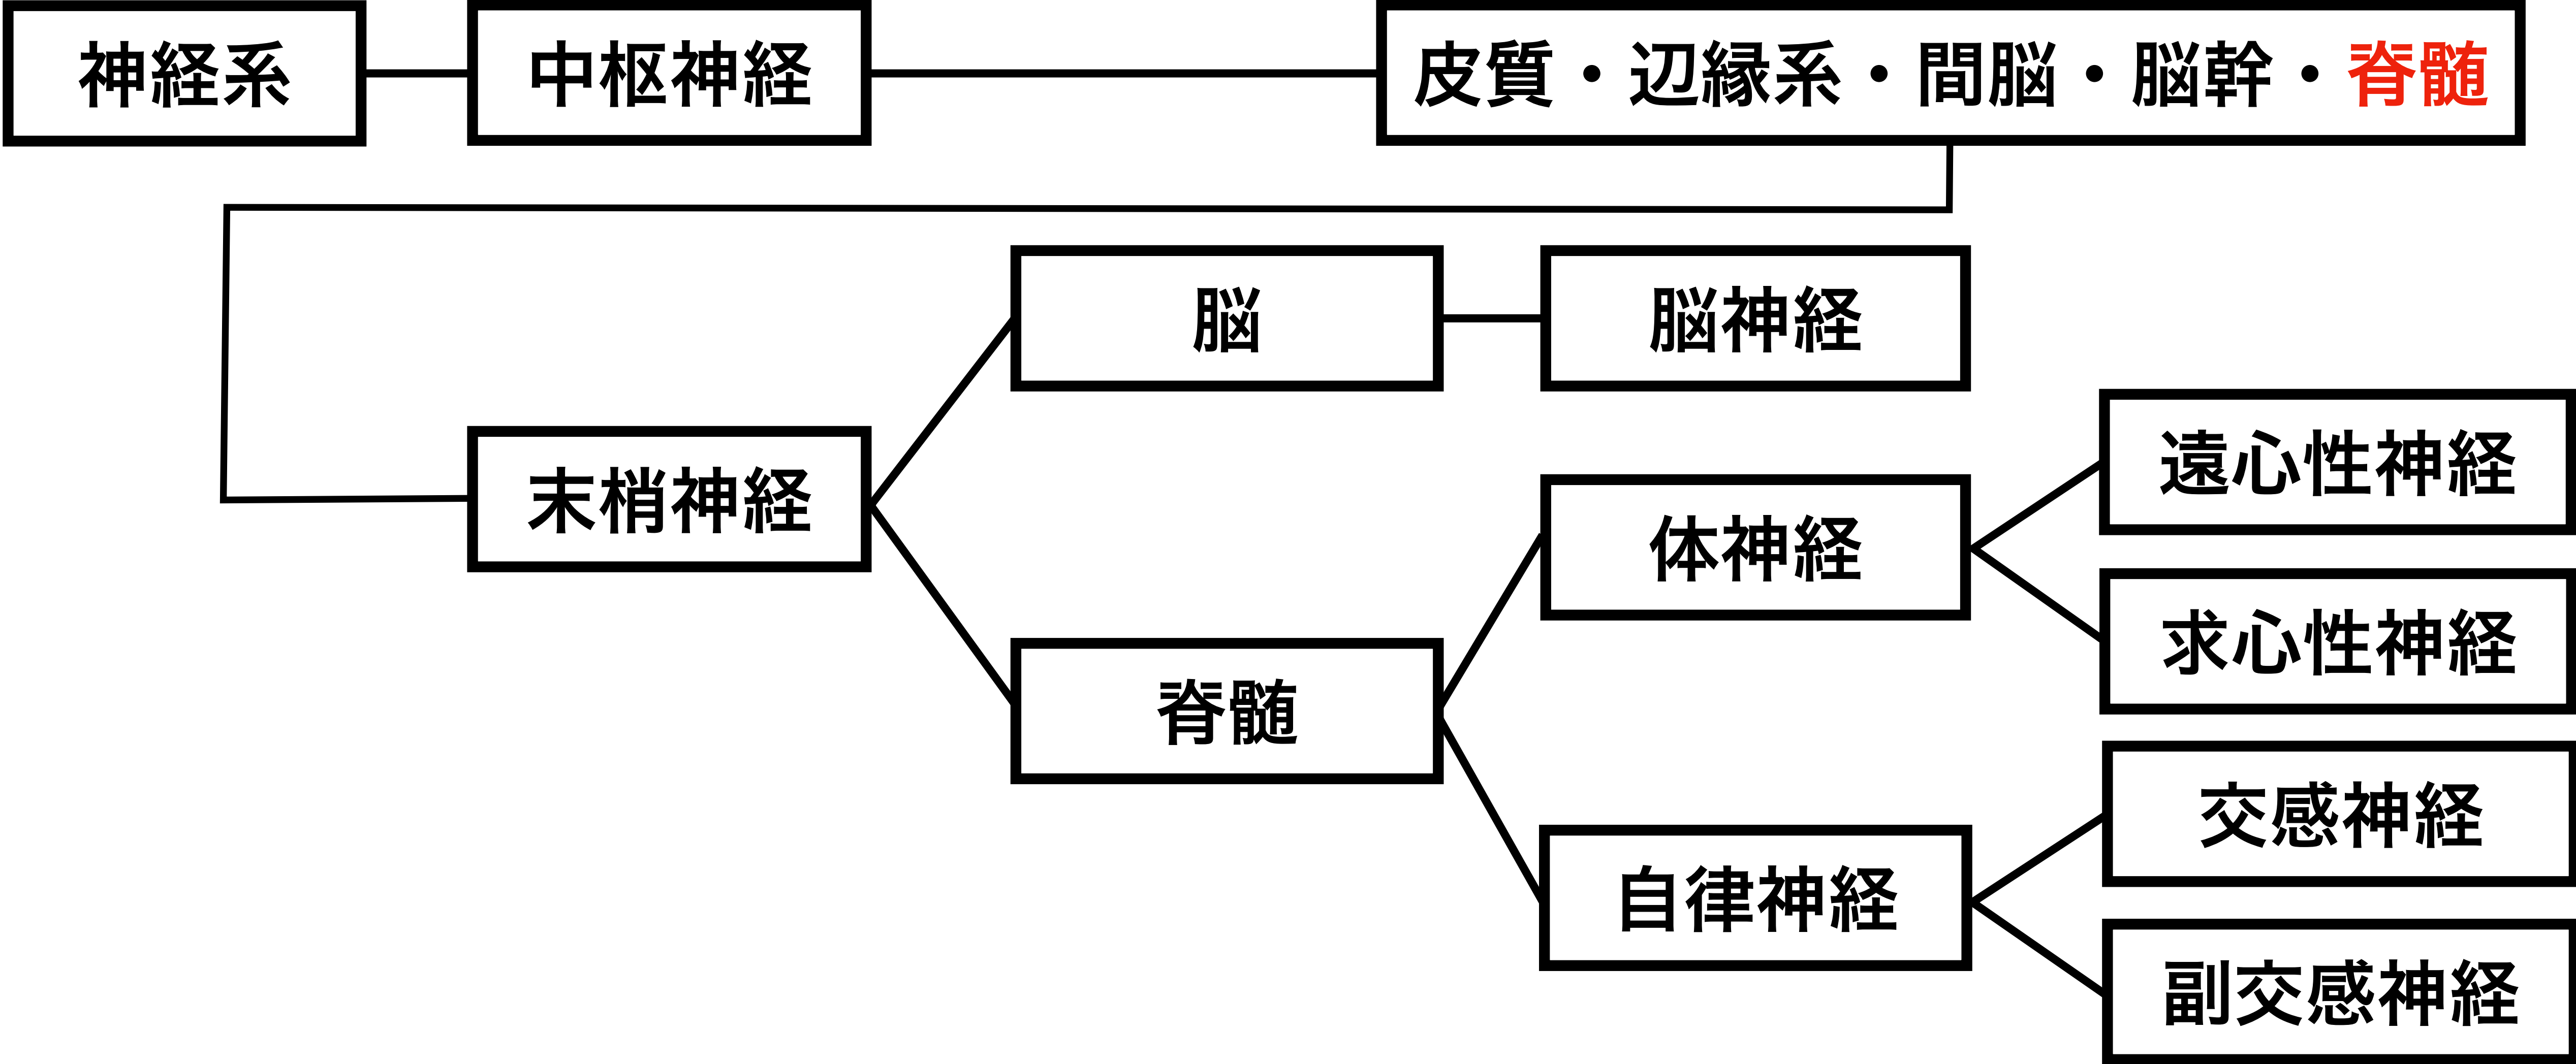 神経系
中枢神経
皮質・辺縁系・間脳・脳幹・脊髄
脳
脳神経
末梢神経
遠心性神経
体神経
求心性神経
脊髄
交感神経
自律神経
副交感神経